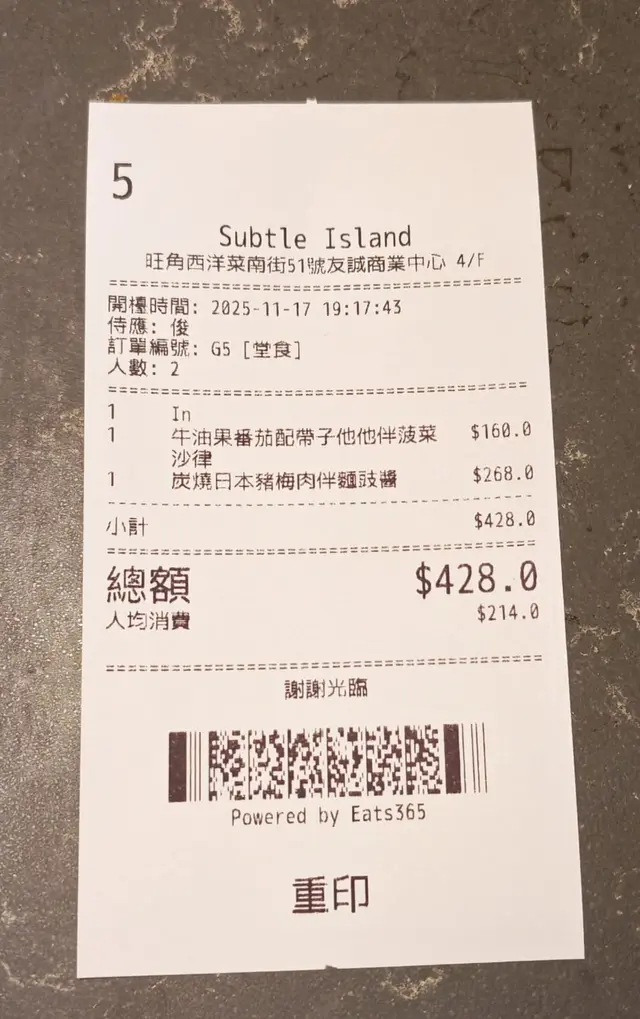 5
Subtle Island
旺角西洋菜南街51號友誠商業中心 4/F
開檯時間: 2025-11-17 19:17:43
侍應: 俊
訂單編號: G5 [堂食]
人數: 2
1 In
1 牛油果番茄配帶子他他伴菠菜 $160.0
沙律
1 炭燒日本豬梅肉伴麵豉醬 $268.0
小計 $428.0
總額 $428.0
人均消費 $214.0
謝謝光臨
Powered by Eats365
重印